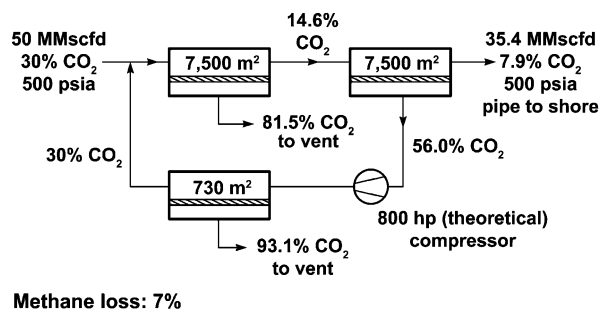 50 MMscfd
30% CO₂
500 psia
7,500 m²
14.6%
CO₂
7,500 m²
35.4 MMscfd
7.9% CO₂
500 psia
pipe to shore
81.5% CO₂
to vent
56.0% CO₂
30% CO₂
730 m²
800 hp (theoretical)
compressor
93.1% CO₂
to vent
Methane loss: 7%